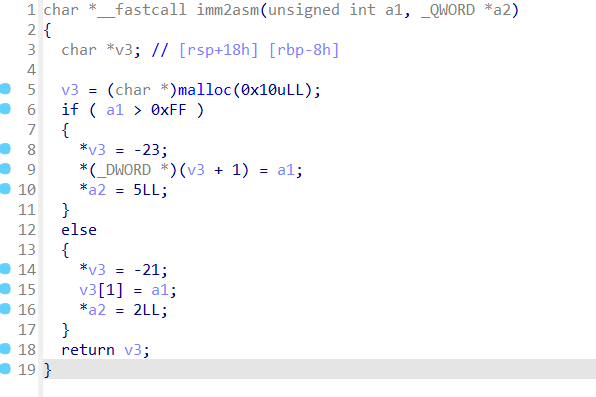 1 char *__fastcall imm2asm(unsigned int a1, _QWORD *a2)
2 {
3   char *v3; // [rsp+18h] [rbp-8h]
4
5   v3 = (char *)malloc(0x10uLL);
6   if ( a1 > 0xFF )
7   {
8     *v3 = -23;
9     *(_DWORD *)(v3 + 1) = a1;
10     *a2 = 5LL;
11   }
12   else
13   {
14     *v3 = -21;
15     v3[1] = a1;
16     *a2 = 2LL;
17   }
18   return v3;
19 }